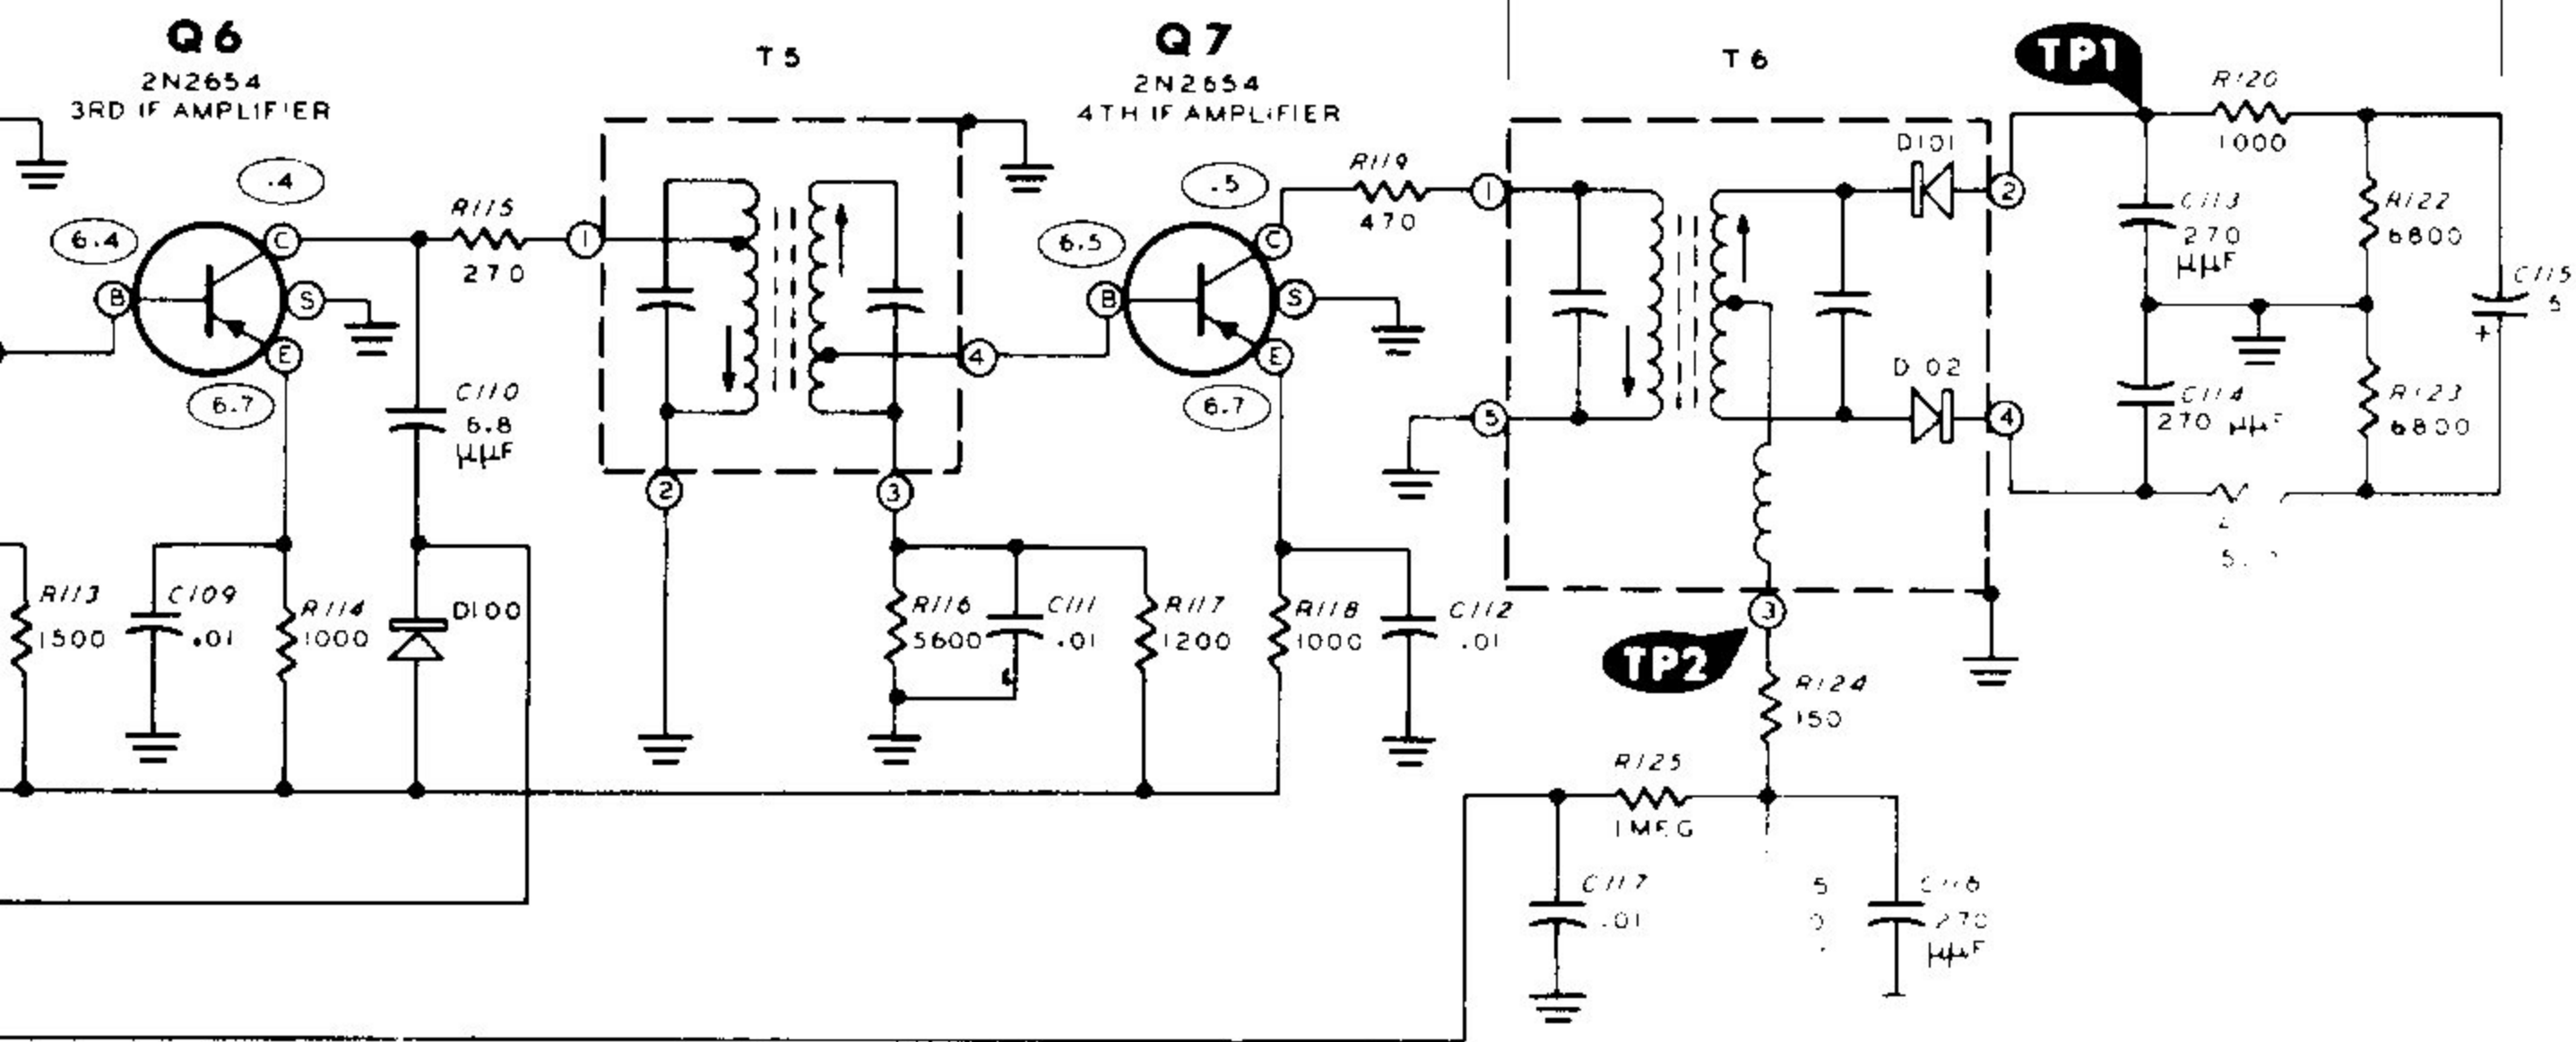 Q6
2N2654
3RD IF AMPLIFIER
.4
6.4
C
B
S
E
6.7
R115
270
C110
6.8
μμF
R113
1500
C109
.01
R114
1000
D100
T5
1
2
3
4
R116
5600
C111
.01
R117
1200
Q7
2N2654
4TH IF AMPLIFIER
.5
6.5
C
B
S
E
6.7
R119
470
R118
1000
C112
.01
T6
1
5
D101
D102
2
4
3
TP1
R120
1000
C113
270
μμF
R122
6800
C115
5
+
C114
270 μμF
R123
6800
TP2
R124
150
R125
1MEG
C117
.01
270
μμF